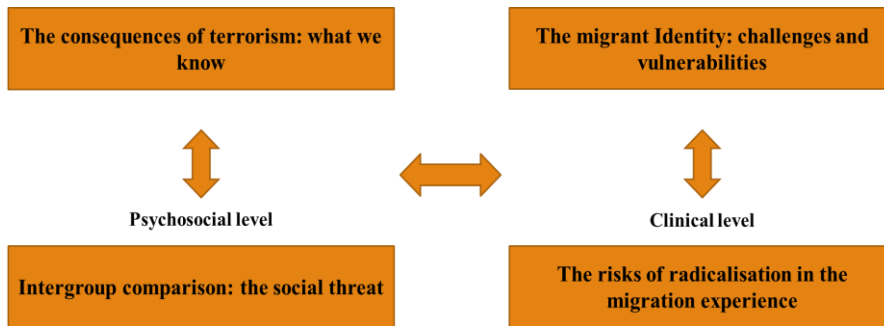 The consequences of terrorism: what we
know
The migrant Identity: challenges and
vulnerabilities
Psychosocial level
Clinical level
Intergroup comparison: the social threat
The risks of radicalisation in the
migration experience